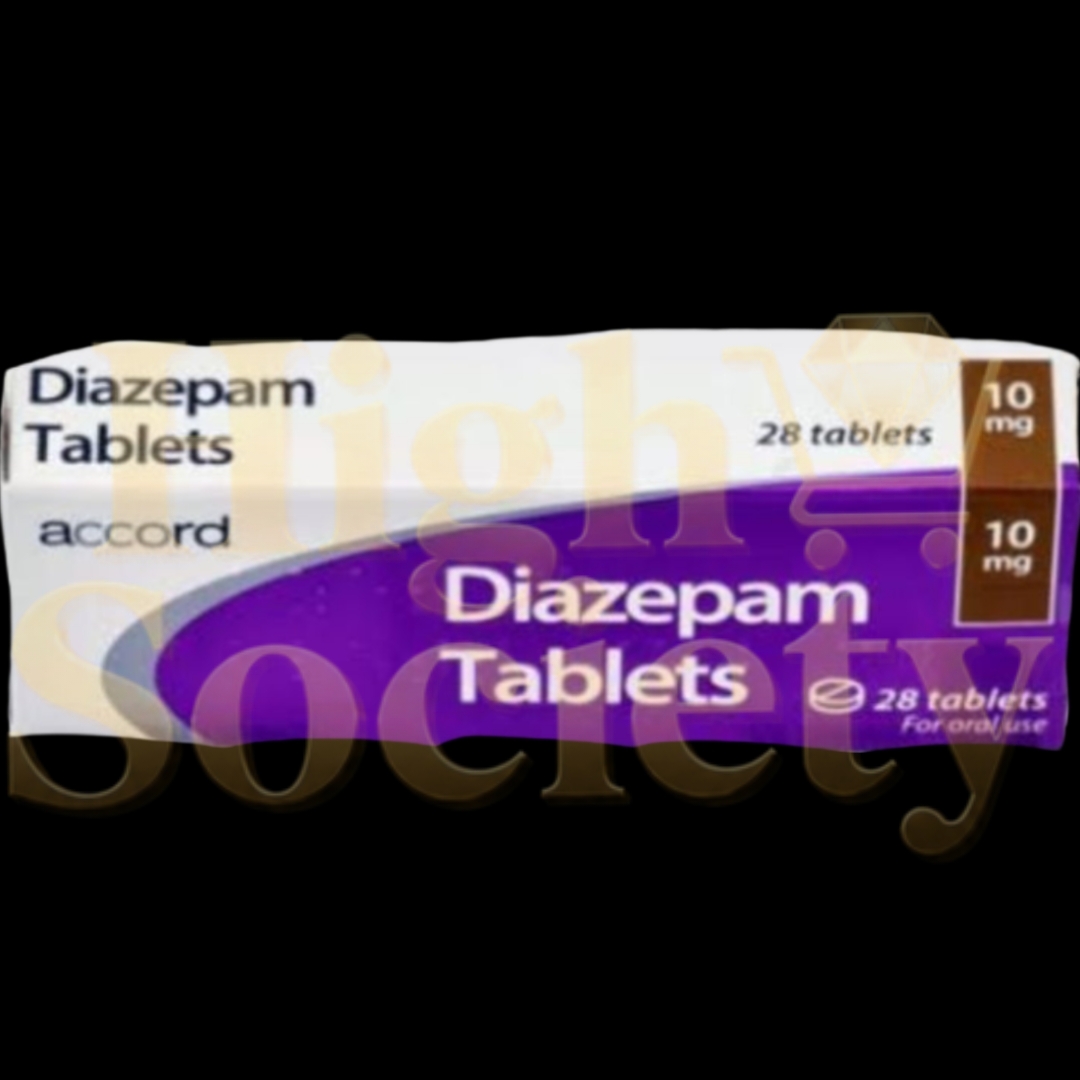 Diazepam
Tablets
28 tablets
10
mg
accord
10
mg
Diazepam
Tablets
28 tablets
For oral use
High
Society